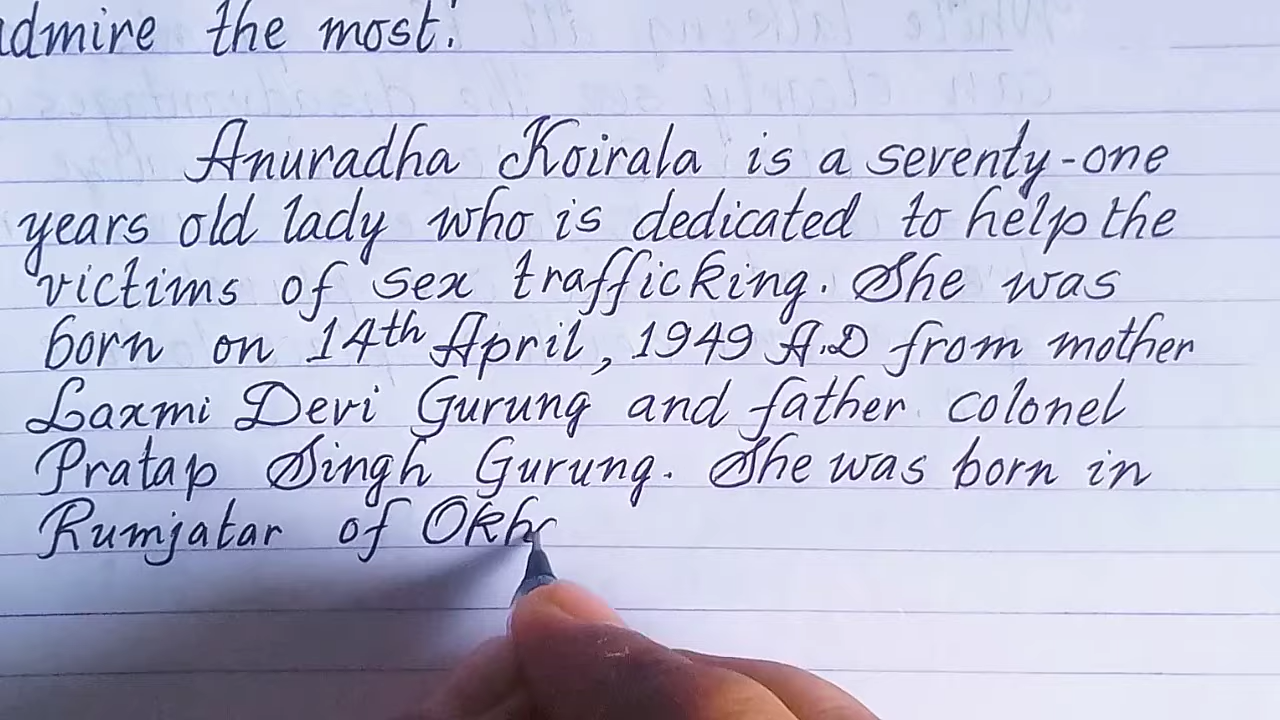 admire the most.
Anuradha Koirala is a seventy-one
years old lady who is dedicated to help the
victims of sex trafficking. She was
born on 14th April, 1949 A.D from mother
Laxmi Devi Gurung and father colonel
Pratap Singh Gurung. She was born in
Rumjatar of Okh